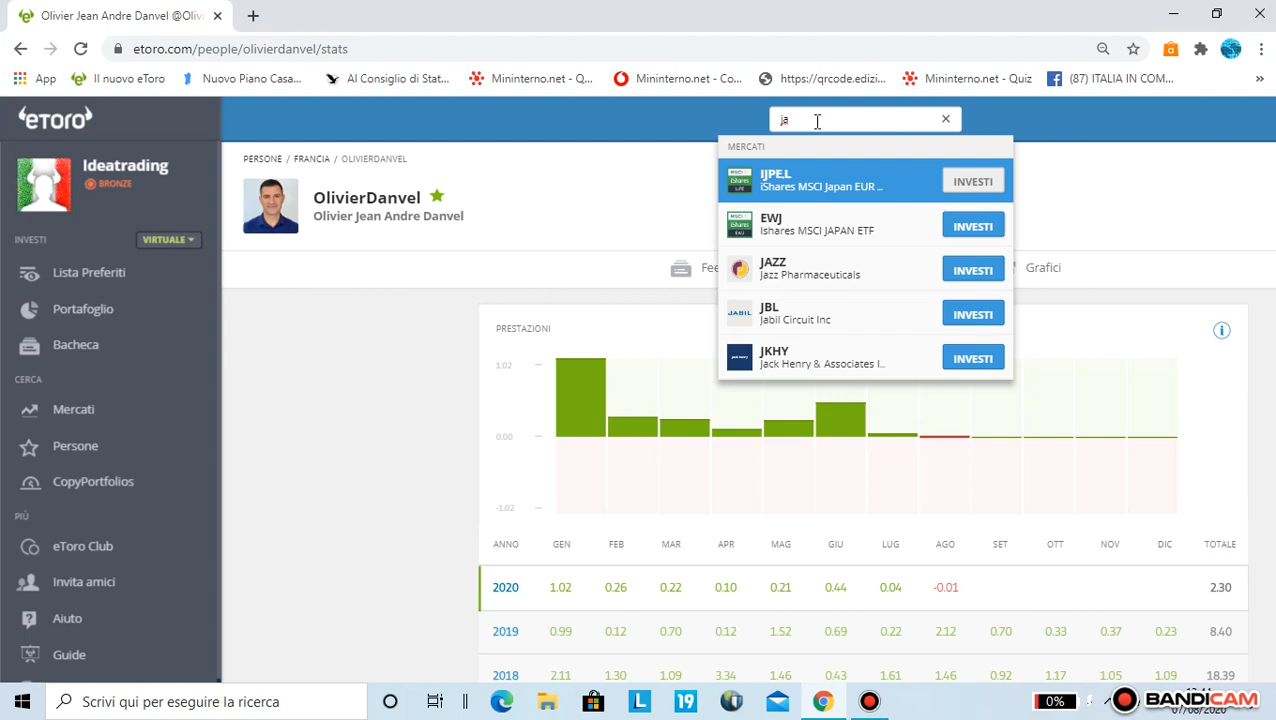 Olivier Jean Andre Danvel @Oliv
etoro.com/people/olivierdanvel/stats
App
Il nuovo eToro
Nuovo Piano Casa...
Al Consiglio di Stat...
Mininterno.net - Q...
Mininterno.net - Co...
https://qrcode.edizi...
Mininterno.net - Quiz
(87) ITALIA IN COM...
»
eTORO
ja
Ideatrading
BRONZE
INVESTI
VIRTUALE
Lista Preferiti
Portafoglio
Bacheca
CERCA
Mercati
Persone
CopyPortfolios
PIÙ
eToro Club
Invita amici
Aiuto
Guide
PERSONE / FRANCIA / OLIVIERDANVEL
OlivierDanvel
Olivier Jean Andre Danvel
Fee
Grafici
MERCATI
IJPE.L
iShares MSCI Japan EUR ...
INVESTI
EWJ
Ishares MSCI JAPAN ETF
INVESTI
JAZZ
Jazz Pharmaceuticals
INVESTI
JABIL
JBL
Jabil Circuit Inc
INVESTI
JKHY
Jack Henry & Associates I...
INVESTI
PRESTAZIONI
1.02
0.00
-1.02
ANNO GEN FEB MAR APR MAG GIU LUG AGO SET OTT NOV DIC TOTALE
2020 1.02 0.26 0.22 0.10 0.21 0.44 0.04 -0.01 2.30
2019 0.99 0.12 0.70 0.12 1.52 0.69 0.22 2.12 0.70 0.33 0.37 0.23 8.40
2018 2.11 1.30 1.09 3.34 1.46 0.43 1.61 1.46 0.92 1.17 1.05 1.09 18.39
Scrivi qui per eseguire la ricerca
L
19
0%
BANDICAM
07/08/2020